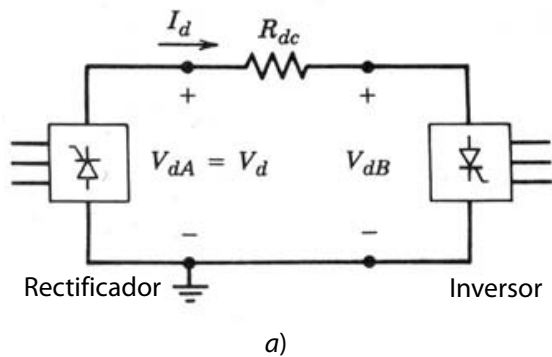 I_d
R_dc
+ +
V_dA = V_d V_dB
− −
Rectificador Inversor
a)